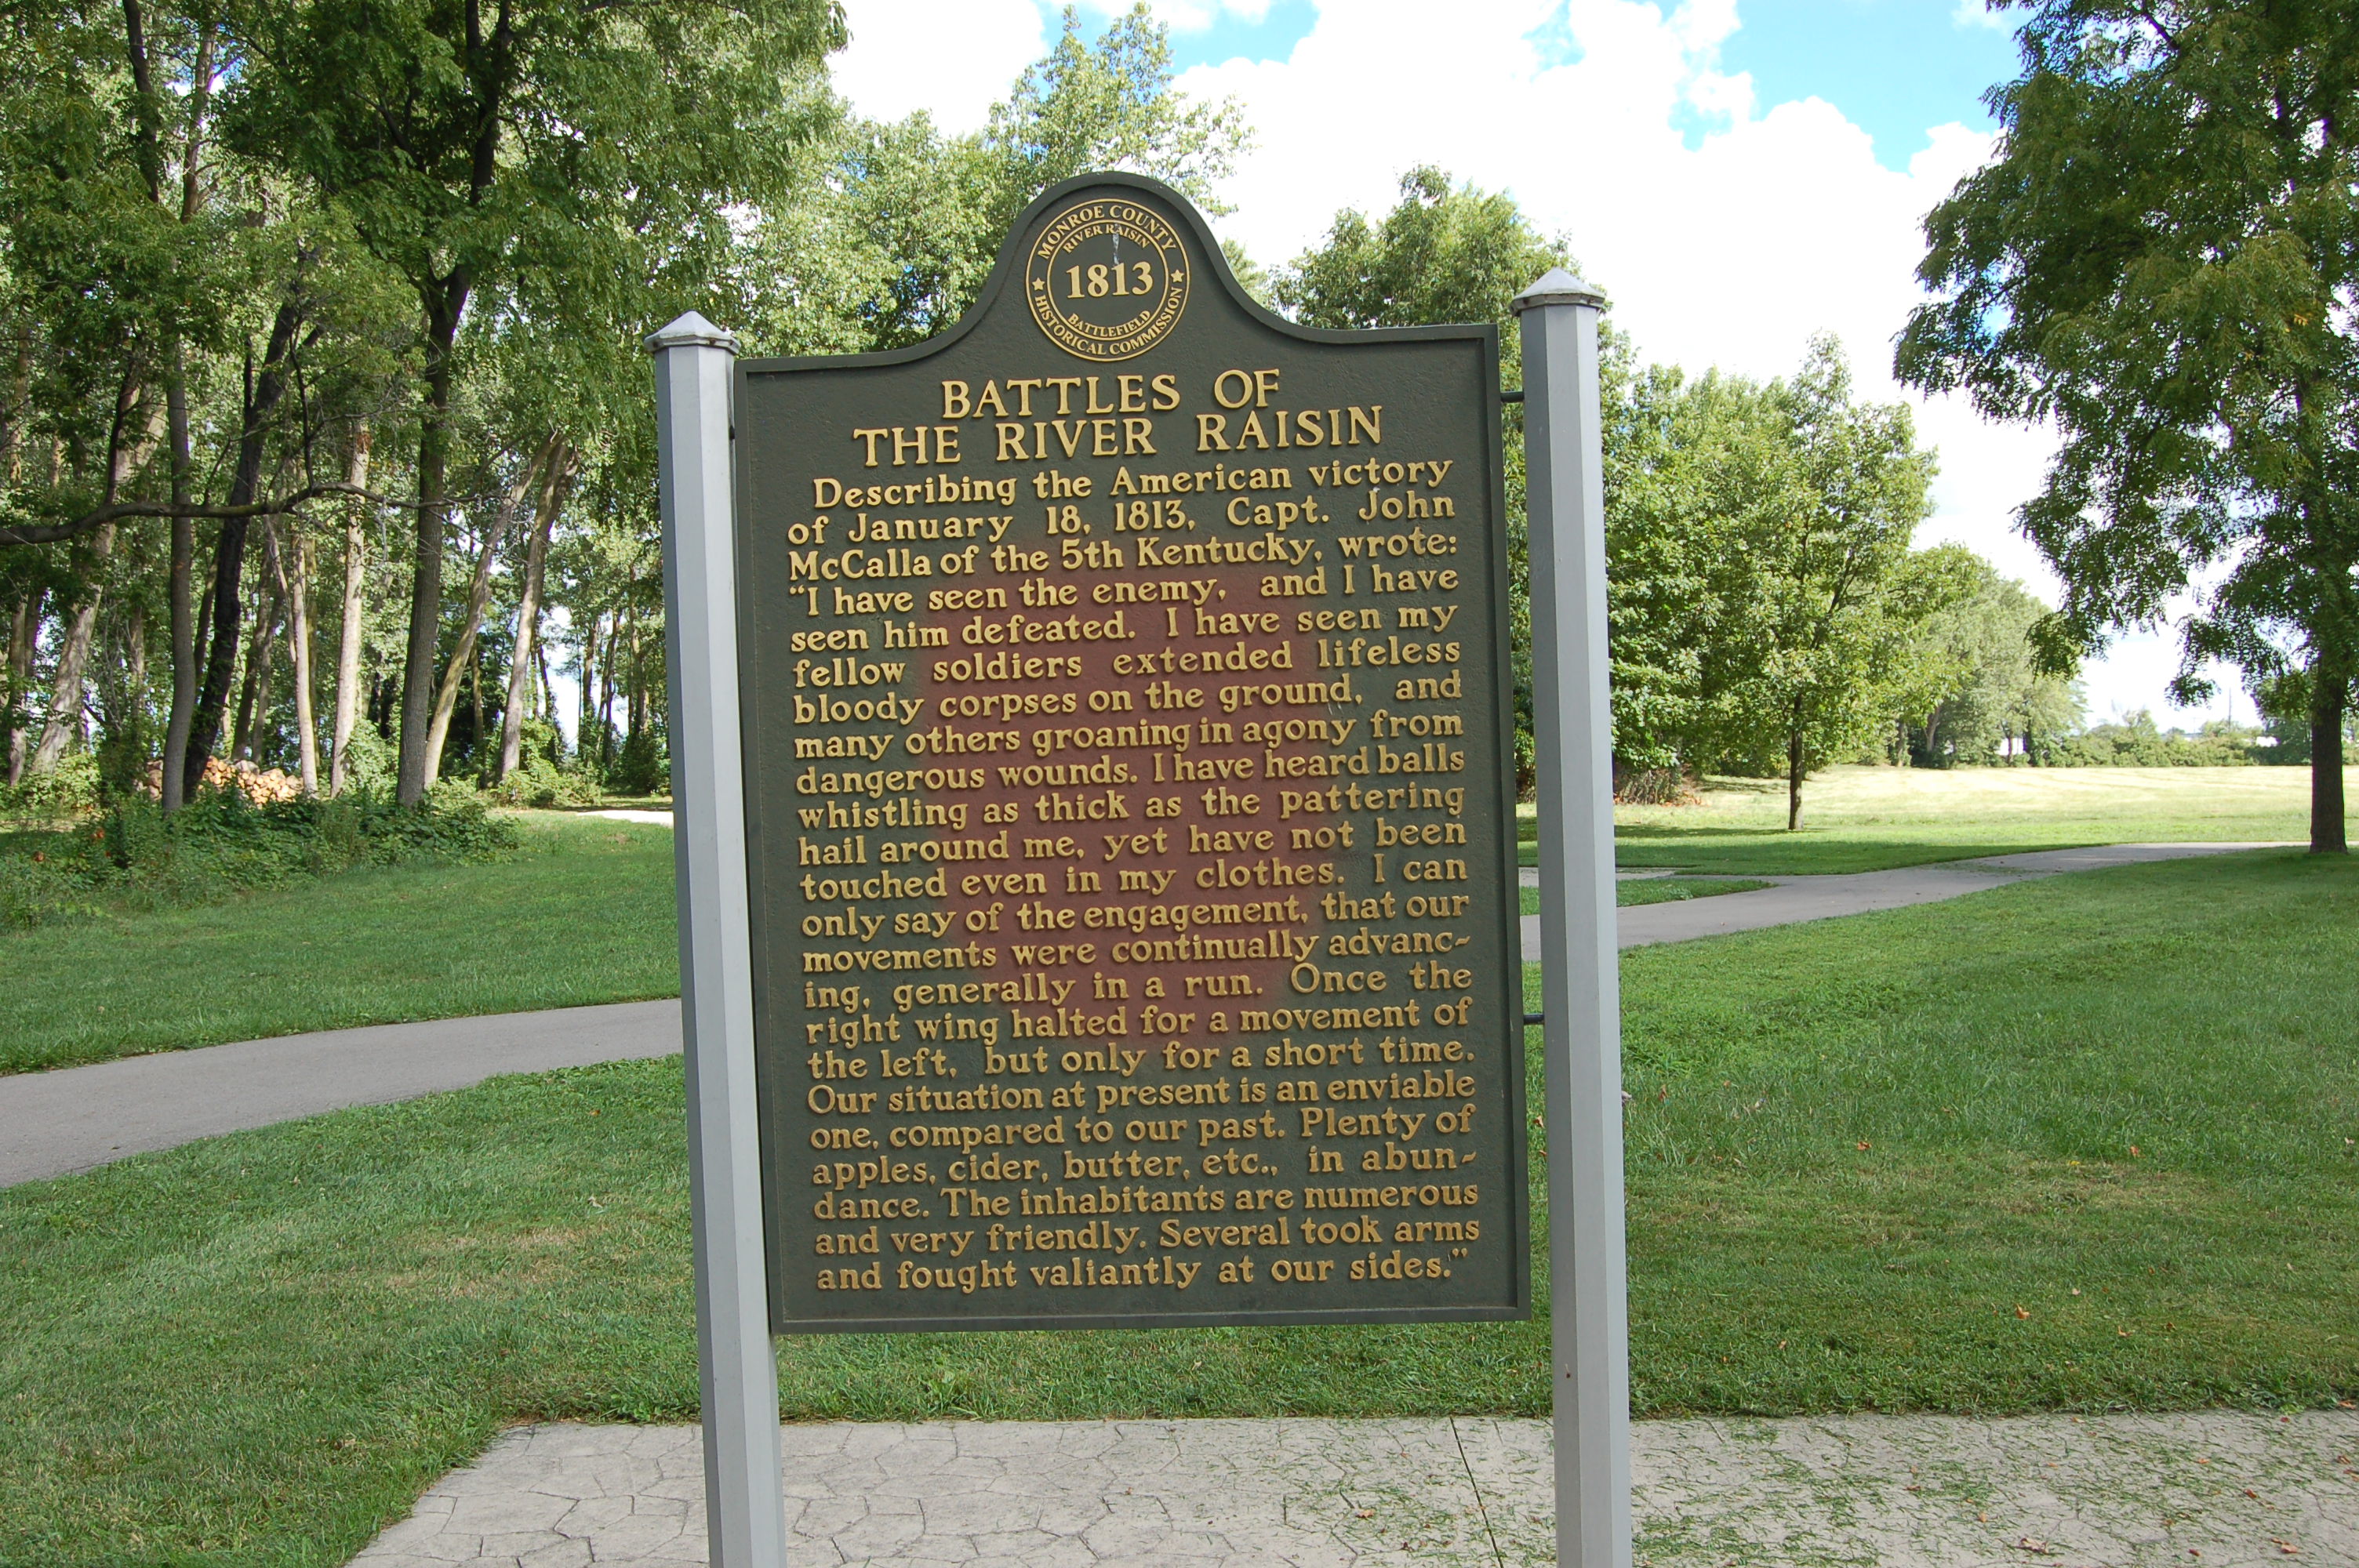 MONROE COUNTY
RIVER RAISIN
1813
BATTLEFIELD
HISTORICAL COMMISSION
BATTLES OF
THE RIVER RAISIN
Describing the American victory
of January 18, 1813, Capt. John
McCalla of the 5th Kentucky, wrote:
"I have seen the enemy, and I have
seen him defeated. I have seen my
fellow soldiers extended lifeless
bloody corpses on the ground, and
many others groaning in agony from
dangerous wounds. I have heard balls
whistling as thick as the pattering
hail around me, yet have not been
touched even in my clothes. I can
only say of the engagement, that our
movements were continually advanc-
ing, generally in a run. Once the
right wing halted for a movement of
the left, but only for a short time.
Our situation at present is an enviable
one, compared to our past. Plenty of
apples, cider, butter, etc., in abun-
dance. The inhabitants are numerous
and very friendly. Several took arms
and fought valiantly at our sides."